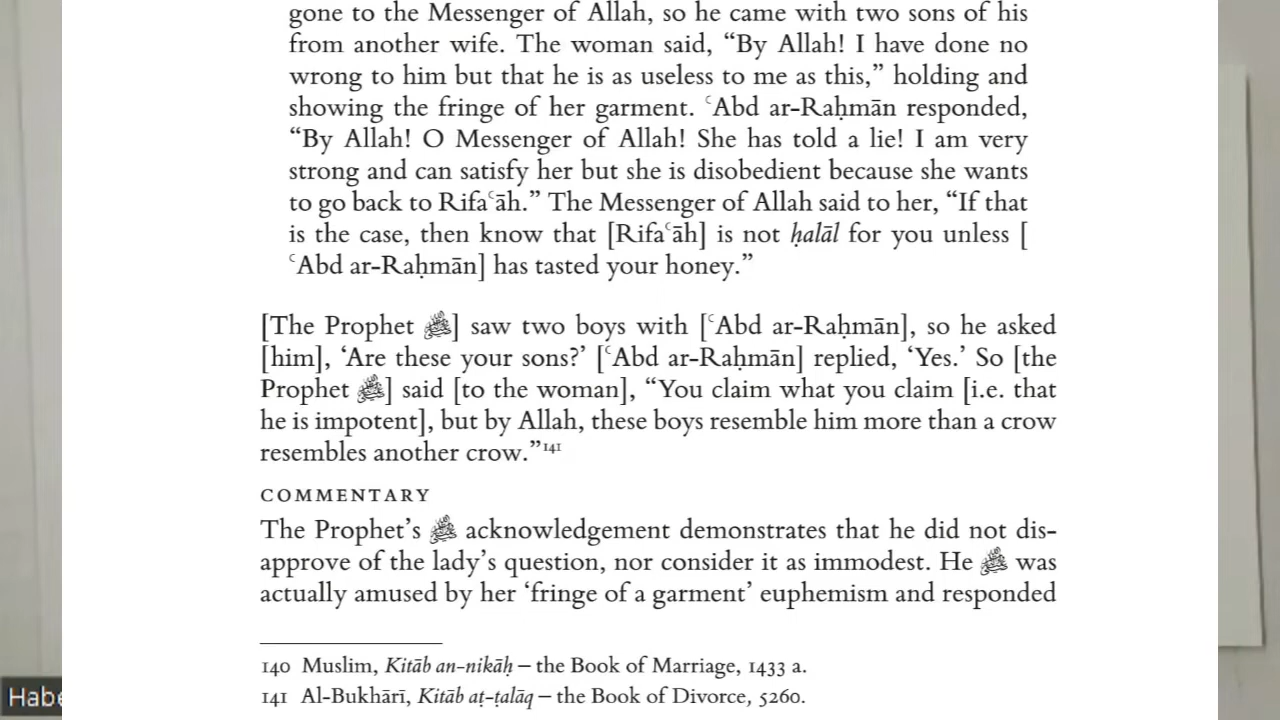 gone to the Messenger of Allah, so he came with two sons of his
from another wife. The woman said, “By Allah! I have done no
wrong to him but that he is as useless to me as this,” holding and
showing the fringe of her garment. ʿAbd ar-Raḥmān responded,
“By Allah! O Messenger of Allah! She has told a lie! I am very
strong and can satisfy her but she is disobedient because she wants
to go back to Rifaʿāh.” The Messenger of Allah said to her, “If that
is the case, then know that [Rifaʿāh] is not ḥalāl for you unless [
ʿAbd ar-Raḥmān] has tasted your honey.”
[The Prophet ﷺ] saw two boys with [ʿAbd ar-Raḥmān], so he asked
[him], ‘Are these your sons?’ [ʿAbd ar-Raḥmān] replied, ‘Yes.’ So [the
Prophet ﷺ] said [to the woman], “You claim what you claim [i.e. that
he is impotent], but by Allah, these boys resemble him more than a crow
resembles another crow.”141
COMMENTARY
The Prophet’s ﷺ acknowledgement demonstrates that he did not dis-
approve of the lady’s question, nor consider it as immodest. He ﷺ was
actually amused by her ‘fringe of a garment’ euphemism and responded
140 Muslim, Kitāb an-nikāḥ – the Book of Marriage, 1433 a.
141 Al-Bukhārī, Kitāb aṭ-ṭalāq – the Book of Divorce, 5260.